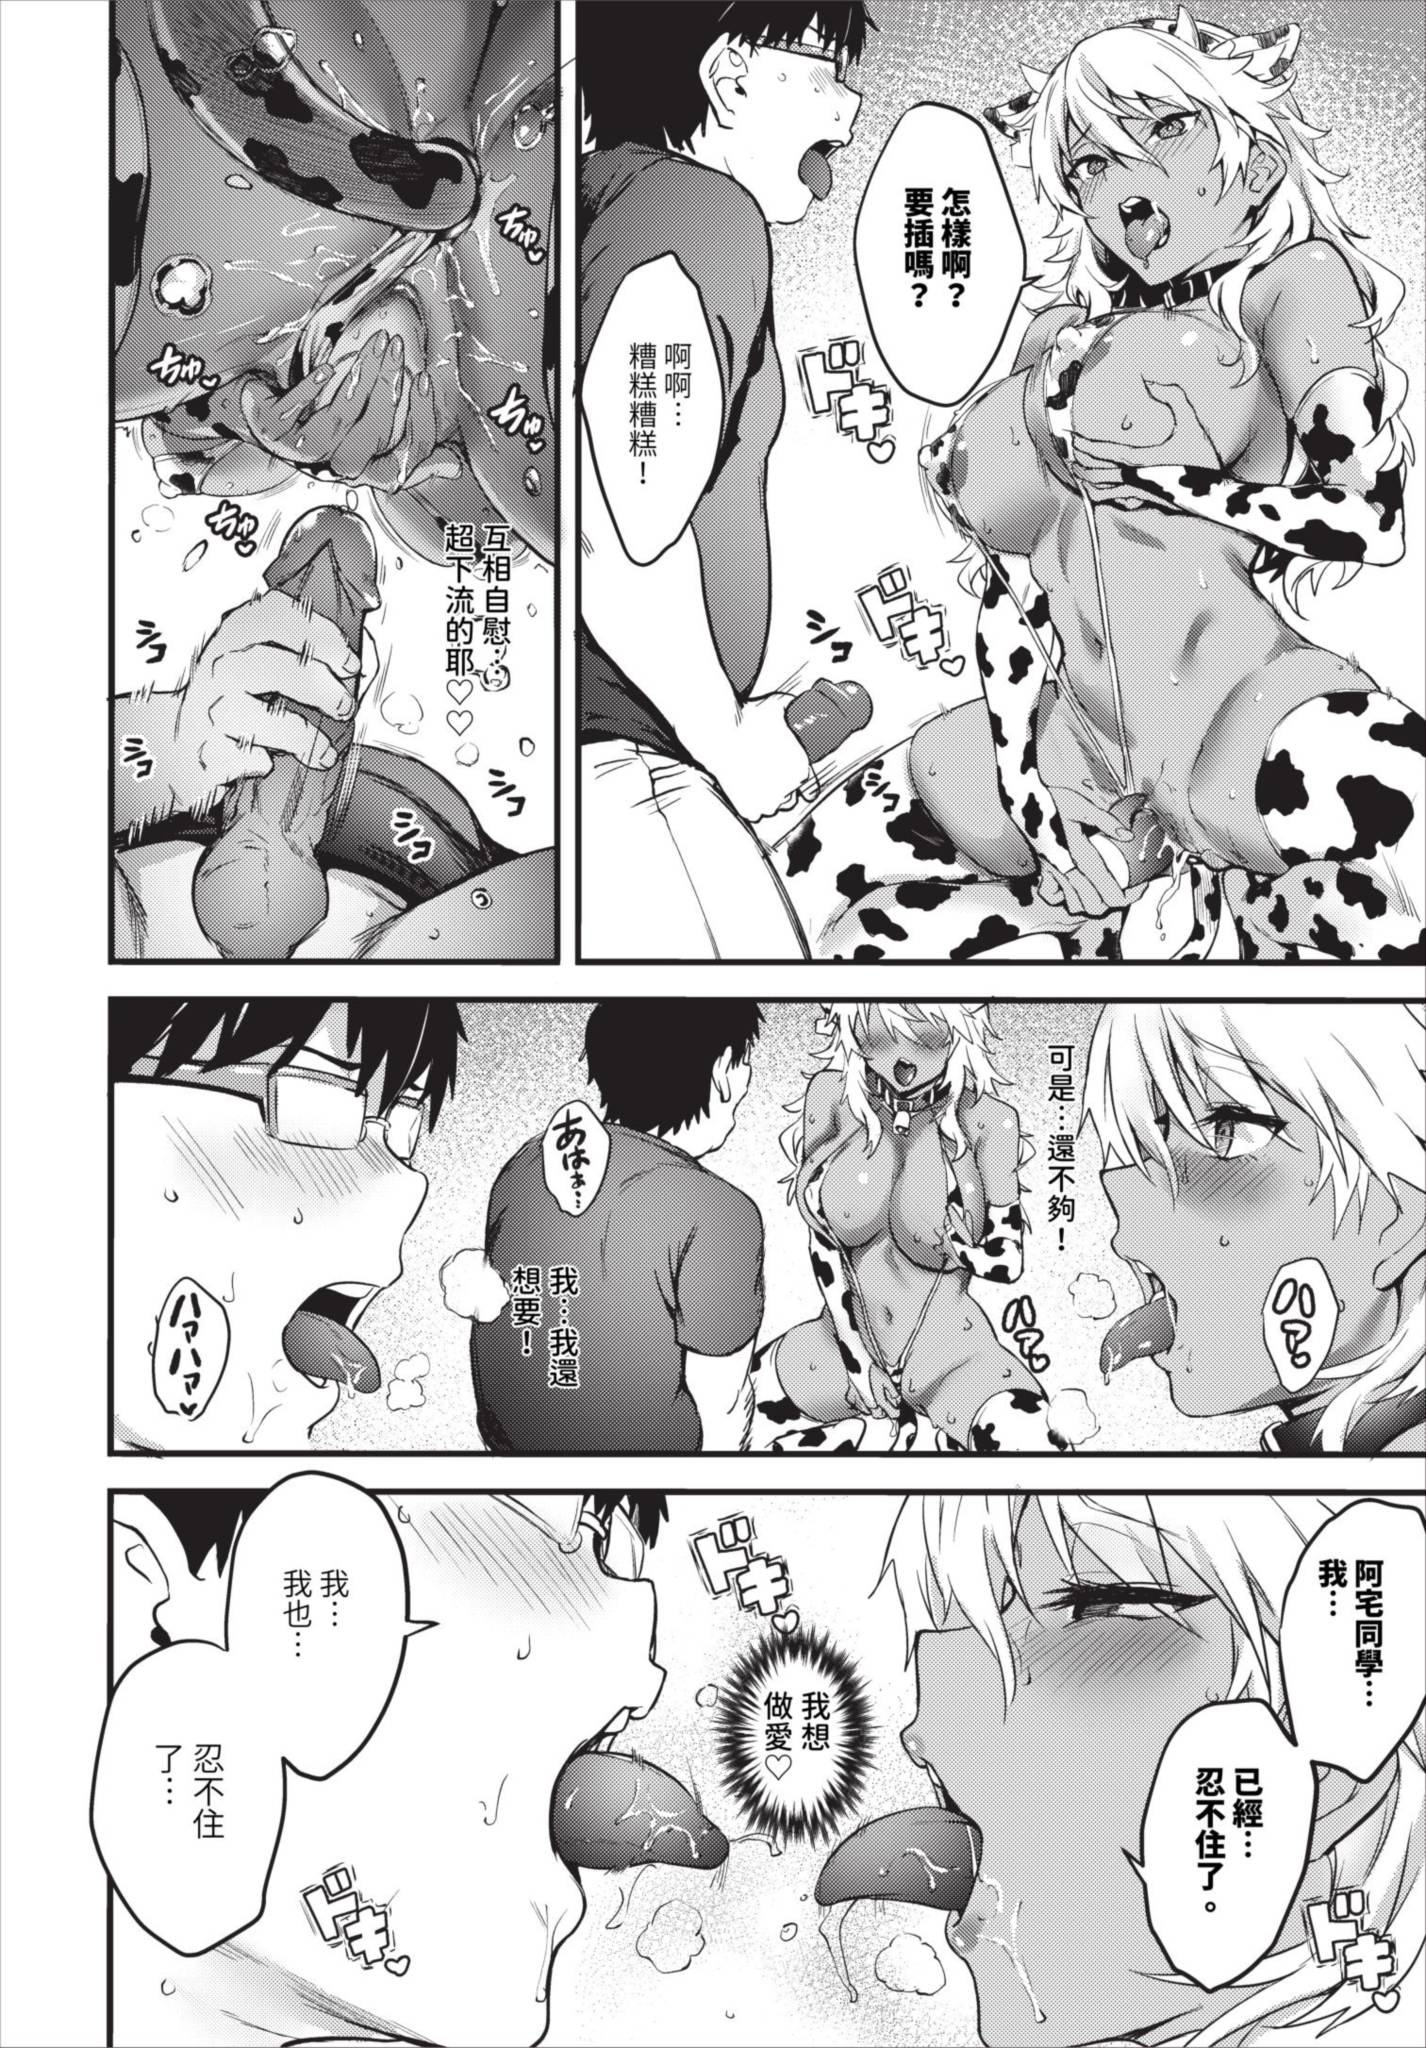 怎樣啊？
要插嗎？
啊啊…
糟糕糟糕！
ドキ♡
ドキ♡
シコ
ちゅ♡
ちゅ♡
ちゅ♡
ちゅ♡
互相自慰…
超下流的耶♡♡
シコ
シコ
シコ
シコ
可是…還不夠！
ハァ♡
ハァ♡
あはぁ…
我…我還
想要！
ハァハァ♡
阿宅同學…
我…
已經…
忍不住了。
ドキ♡
我想
做愛♡
ドキ♡
我…
我也…
忍不住
了…
ドキ♡